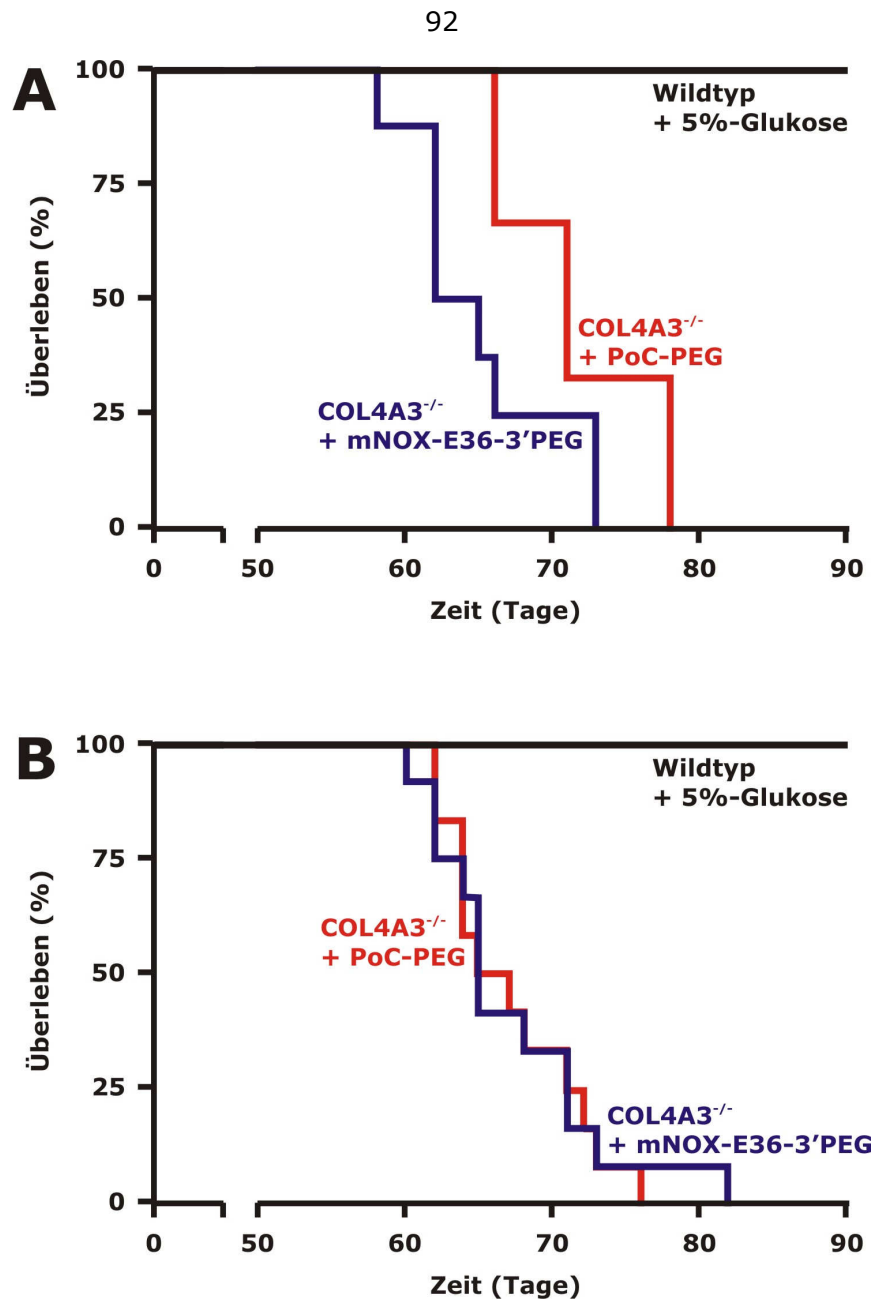 92
A
100
75
50
25
0
Überleben (%)
Wildtyp
+ 5%-Glukose
COL4A3-/-
+ PoC-PEG
COL4A3-/-
+ mNOX-E36-3’PEG
0 50 60 70 80 90
Zeit (Tage)
B
100
75
50
25
0
Überleben (%)
Wildtyp
+ 5%-Glukose
COL4A3-/-
+ PoC-PEG
COL4A3-/-
+ mNOX-E36-3’PEG
0 50 60 70 80 90
Zeit (Tage)